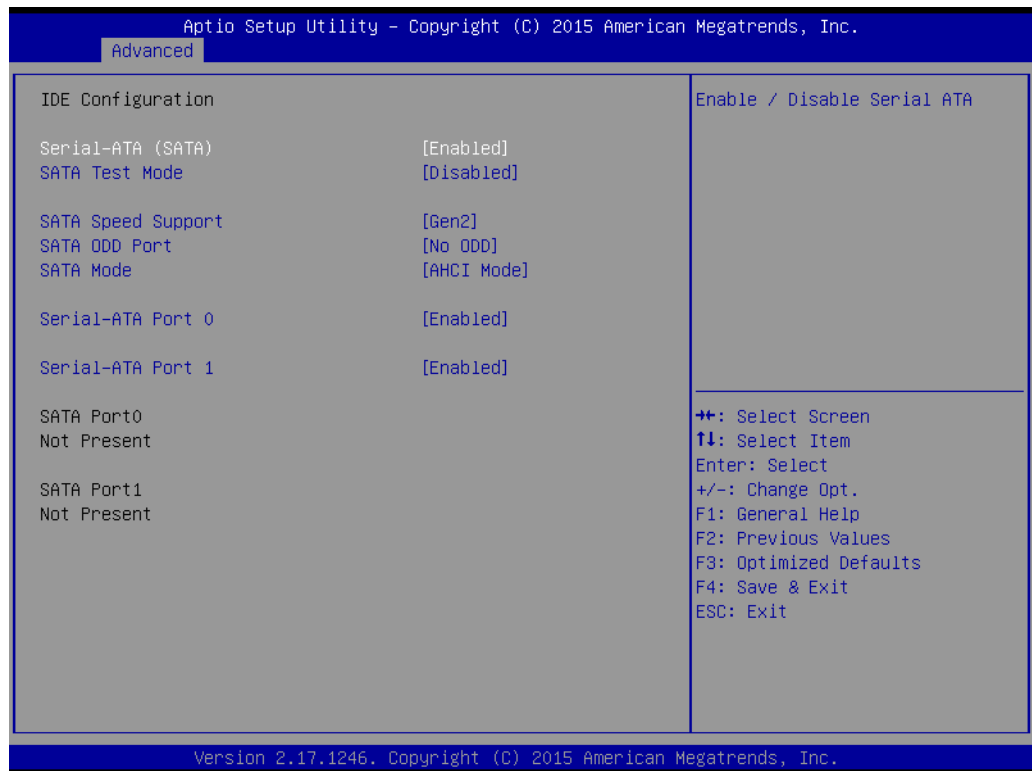 Aptio Setup Utility – Copyright (C) 2015 American Megatrends, Inc.
Advanced
IDE Configuration
Serial-ATA (SATA) [Enabled]
SATA Test Mode [Disabled]
SATA Speed Support [Gen2]
SATA ODD Port [No ODD]
SATA Mode [AHCI Mode]
Serial-ATA Port 0 [Enabled]
Serial-ATA Port 1 [Enabled]
SATA Port0
Not Present
SATA Port1
Not Present
Enable / Disable Serial ATA
→←: Select Screen
↑↓: Select Item
Enter: Select
+/-: Change Opt.
F1: General Help
F2: Previous Values
F3: Optimized Defaults
F4: Save & Exit
ESC: Exit
Version 2.17.1246. Copyright (C) 2015 American Megatrends, Inc.